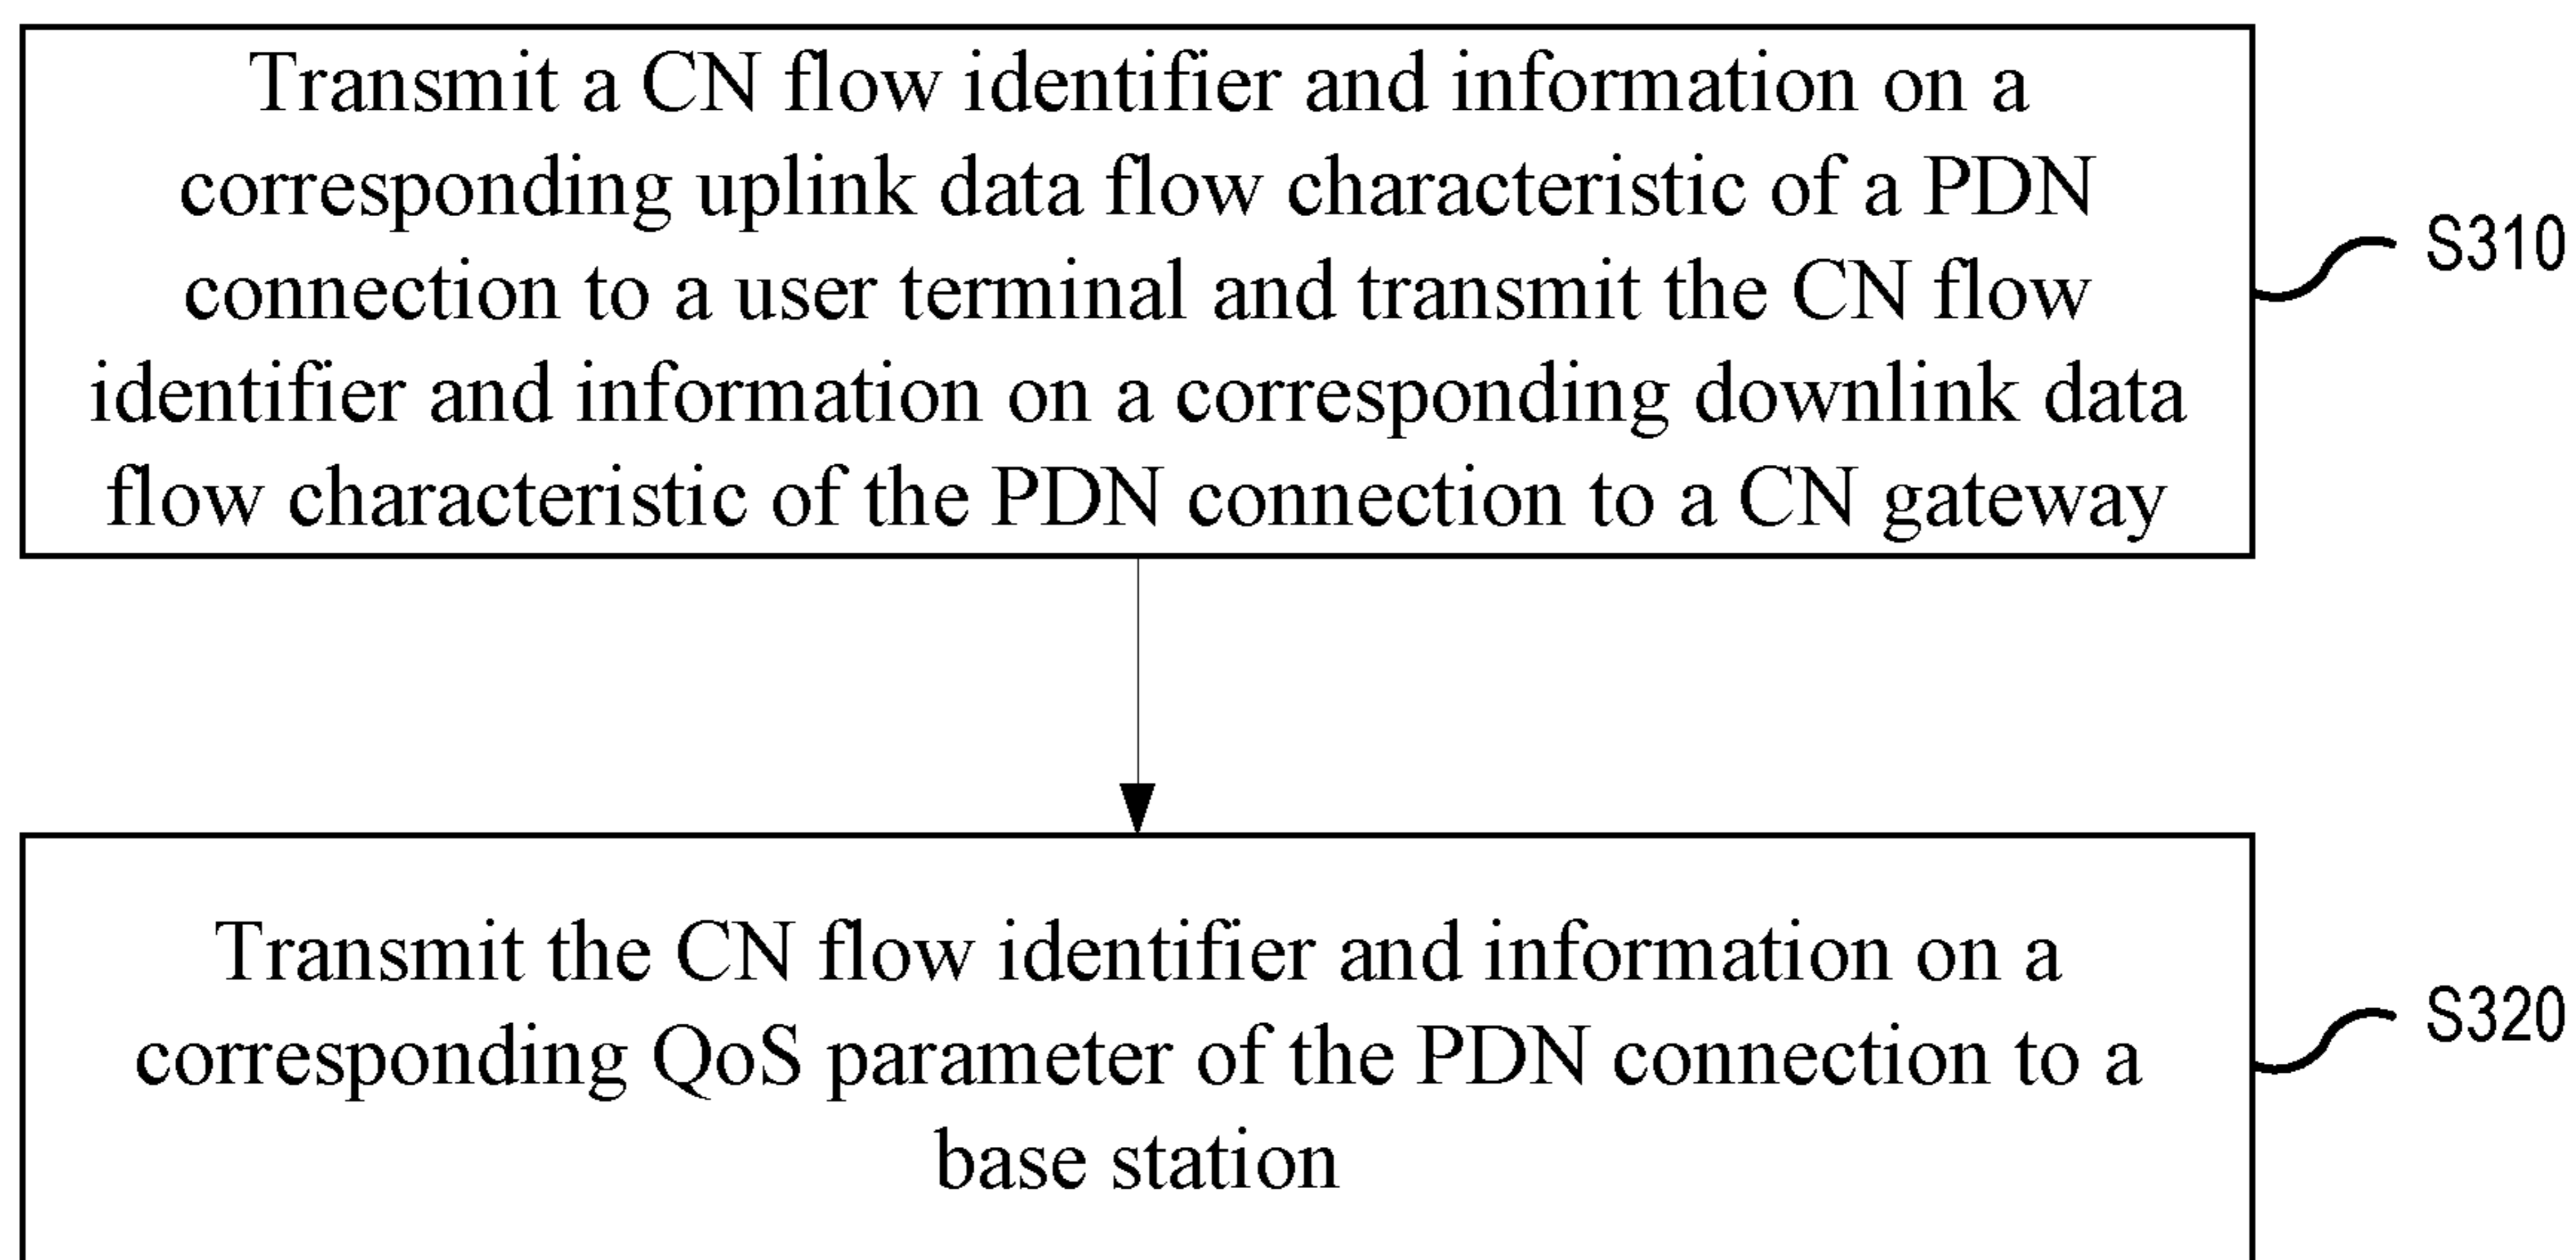 Transmit a CN flow identifier and information on a
corresponding uplink data flow characteristic of a PDN
connection to a user terminal and transmit the CN flow
identifier and information on a corresponding downlink data
flow characteristic of the PDN connection to a CN gateway
S310
Transmit the CN flow identifier and information on a
corresponding QoS parameter of the PDN connection to a
base station
S320